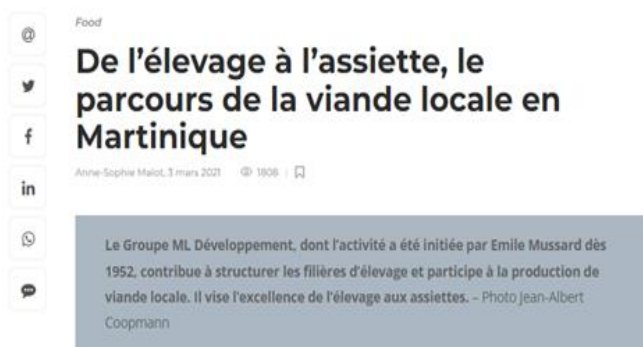 Food
De l’élevage à l’assiette, le
parcours de la viande locale en
Martinique
Anne-Sophie Maïot, 3 mars 2021 1808
Le Groupe ML Développement, dont l'activité a été initiée par Emile Mussard dès
1952, contribue à structurer les filières d'élevage et participe à la production de
viande locale. Il vise l'excellence de l'élevage aux assiettes. – Photo Jean-Albert
Coopmann